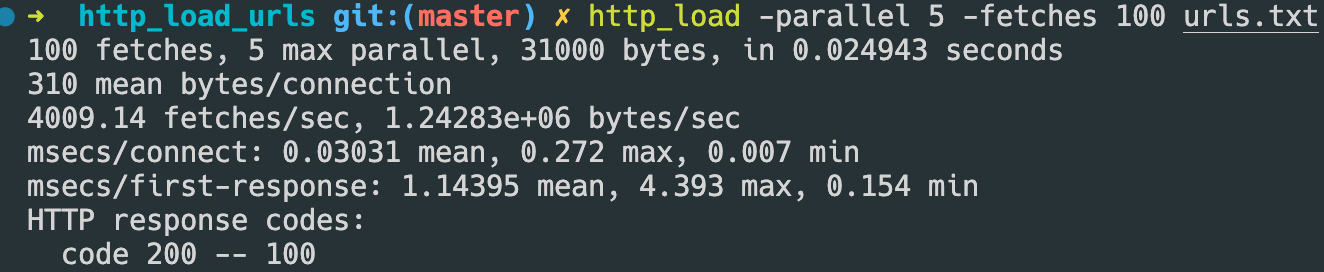 ➜ http_load_urls git:(master) ✗ http_load -parallel 5 -fetches 100 urls.txt
100 fetches, 5 max parallel, 31000 bytes, in 0.024943 seconds
310 mean bytes/connection
4009.14 fetches/sec, 1.24283e+06 bytes/sec
msecs/connect: 0.03031 mean, 0.272 max, 0.007 min
msecs/first-response: 1.14395 mean, 4.393 max, 0.154 min
HTTP response codes:
  code 200 -- 100